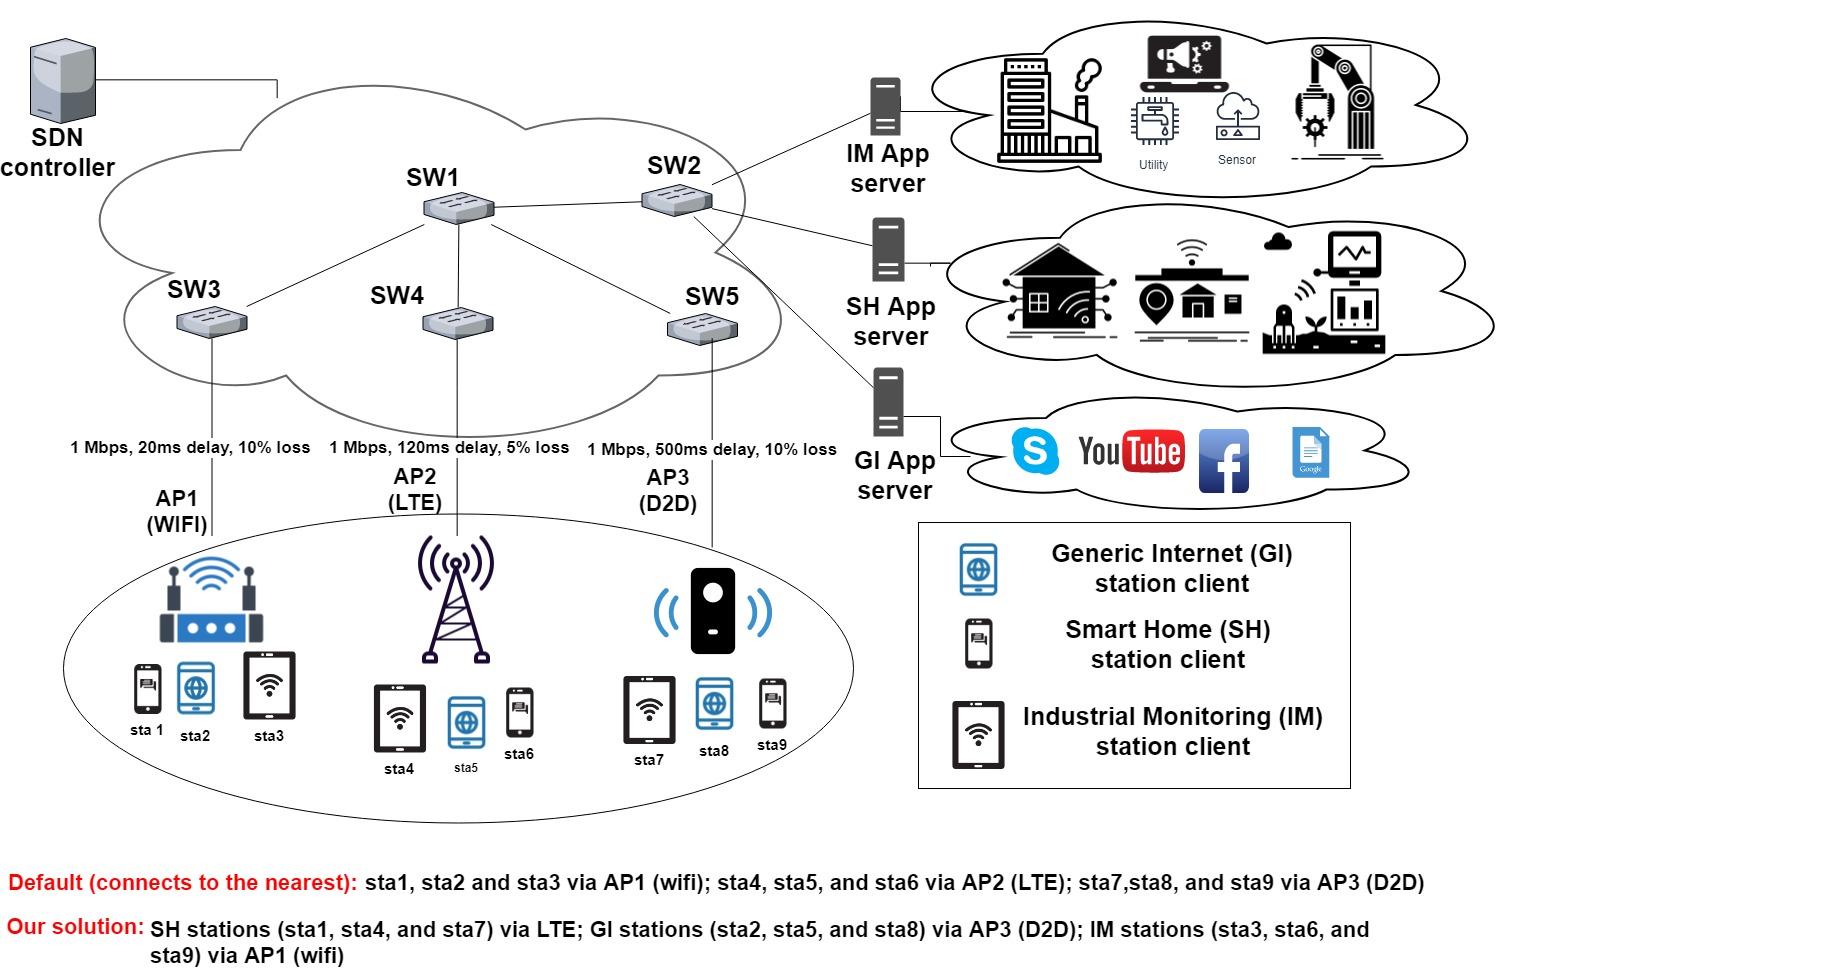 SDN
controller
SW1
SW2
SW3
SW4
SW5
IM App
server
SH App
server
GI App
server
Utility
Sensor
S
YouTube
f
Google
1 Mbps, 20ms delay, 10% loss
1 Mbps, 120ms delay, 5% loss
1 Mbps, 500ms delay, 10% loss
AP1
(WIFI)
AP2
(LTE)
AP3
(D2D)
sta 1
sta2
sta3
sta4
sta5
sta6
sta7
sta8
sta9
Generic Internet (GI)
station client
Smart Home (SH)
station client
Industrial Monitoring (IM)
station client
Default (connects to the nearest): sta1, sta2 and sta3 via AP1 (wifi); sta4, sta5, and sta6 via AP2 (LTE); sta7,sta8, and sta9 via AP3 (D2D)
Our solution: SH stations (sta1, sta4, and sta7) via LTE; GI stations (sta2, sta5, and sta8) via AP3 (D2D); IM stations (sta3, sta6, and
sta9) via AP1 (wifi)